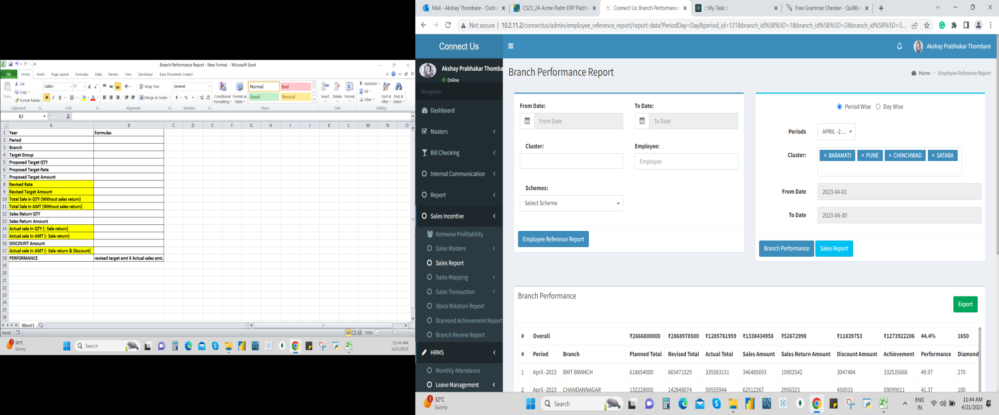 Branch Performance Report - New Format - Microsoft Excel
File Home Insert Page Layout Formulas Data Review View Developer Easy Document Creator
Cut
Copy
Format Painter
Paste
Clipboard
Calibri 11
B I U
Font
Wrap Text
Merge & Center
Alignment
General
$ % ,
Number
Conditional Formatting
Format as Table
Normal Bad
Good Neutral
Styles
Insert Delete Format
Cells
Σ AutoSum
Fill
Clear
Sort & Filter
Find & Select
Editing
B2 fx
A B C D E F G H I J K L M N O
1 Year Formulas
2 Period
3 Branch
4 Target Group
5 Proposed Target QTY
6 Proposed Target Rate
7 Proposed Target Amount
8 Revised Rate
9 Revised Target Amount
10 Total Sale in QTY (Without sales return)
11 Total Sale in AMT (Without sales return)
12 Sales Return QTY
13 Sales Return Amount
14 Actual sale In QTY (- Sale return)
15 Actual sale In AMT (- Sale return)
16 DISCOUNT Amount
17 Actual sale In AMT (- Sale return & Discount)
18 PERFORMANCE revised target amt X Actual sales amt.
19
20
21
22
23
24
25
26
Sheet1
Ready 100%
1 32°C
Sunny
Search
11:44 AM
4/21/2023
Mail - Akshay Thombare - Outlo
CS23_24-Acme Padm ERP Platfor
Connect Us: Branch Performance
:: My-Task ::
Free Grammar Checker - QuillBo
Not secure 10.2.11.2/connectus/admin/employee_reference_report/report-data?PeriodDay=Day&period_id=121&branch_id%5B%5D=1&branch_id%5B%5D=2&branch_id%5B%5D=3...
Connect Us
Akshay Prabhakar Thombare
Akshay Prabhakar Thomba
Online
Navigation
Dashboard
Masters
Bill Checking
Internal Communication
Report
Sales Incentive
Itemwise Profitability
Sales Masters
Sales Report
Sales Mapping
Sales Transaction
Stock Rotation Report
Diamond Achievement Report
Branch Review Report
HRMS
Monthly Attendance
Leave Management
Branch Performance Report
Home > Employee Reference Report
From Date: To Date:
From Date To Date
Cluster: Employee:
Employee
Schemes:
Select Scheme
Employee Reference Report
Period Wise Day Wise
Periods APRIL -2...
Cluster: × BARAMATI × PUNE × CHINCHWAD × SATARA
From Date 2023-04-01
To Date 2023-04-30
Branch Performance Sales Report
Branch Performance
Export
# Overall ₹2666800000 ₹2868978500 ₹1285761959 ₹1338434958 ₹52672998 ₹11839753 ₹1273922206 44.4% 1650
# Period Branch Planned Total Revised Total Actual Total Sales Amount Sales Return Amount Discount Amount Achievement Performance Diamond
1 April -2023 BMT BRANCH 618654000 665471529 335583151 346485693 10902542 3047484 332535668 49.97 270
2 April -2023 CHANDANNAGAR 132228000 142848074 59555944 62512267 2956323 456933 59099011 41.37 100
1 32°C
Sunny
Search
ENG
IN
11:44 AM
4/21/2023